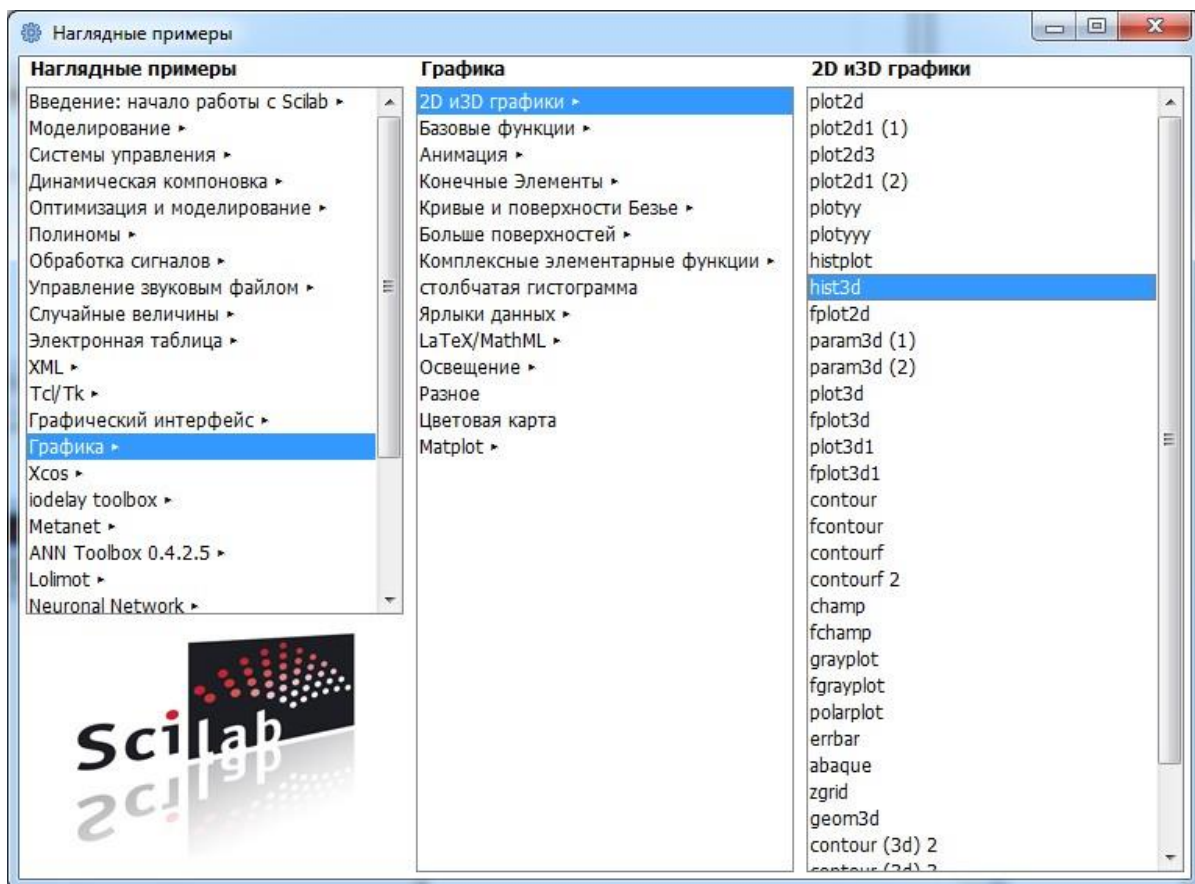 Наглядные примеры
Наглядные примеры
Введение: начало работы с Scilab ▸
Моделирование ▸
Системы управления ▸
Динамическая компоновка ▸
Оптимизация и моделирование ▸
Полиномы ▸
Обработка сигналов ▸
Управление звуковым файлом ▸
Случайные величины ▸
Электронная таблица ▸
XML ▸
Tcl/Tk ▸
Графический интерфейс ▸
Графика ▸
Xcos ▸
iodelay toolbox ▸
Metanet ▸
ANN Toolbox 0.4.2.5 ▸
Lolimot ▸
Neuronal Network ▸
Scilab
Графика
2D и3D графики ▸
Базовые функции ▸
Анимация ▸
Конечные Элементы ▸
Кривые и поверхности Безье ▸
Больше поверхностей ▸
Комплексные элементарные функции ▸
столбчатая гистограмма
Ярлыки данных ▸
LaTeX/MathML ▸
Освещение ▸
Разное
Цветовая карта
Matplot ▸
2D и3D графики
plot2d
plot2d1 (1)
plot2d3
plot2d1 (2)
plotyy
plotyyy
histplot
hist3d
fplot2d
param3d (1)
param3d (2)
plot3d
fplot3d
plot3d1
fplot3d1
contour
fcontour
contourf
contourf 2
champ
fchamp
grayplot
fgrayplot
polarplot
errbar
abaque
zgrid
geom3d
contour (3d) 2